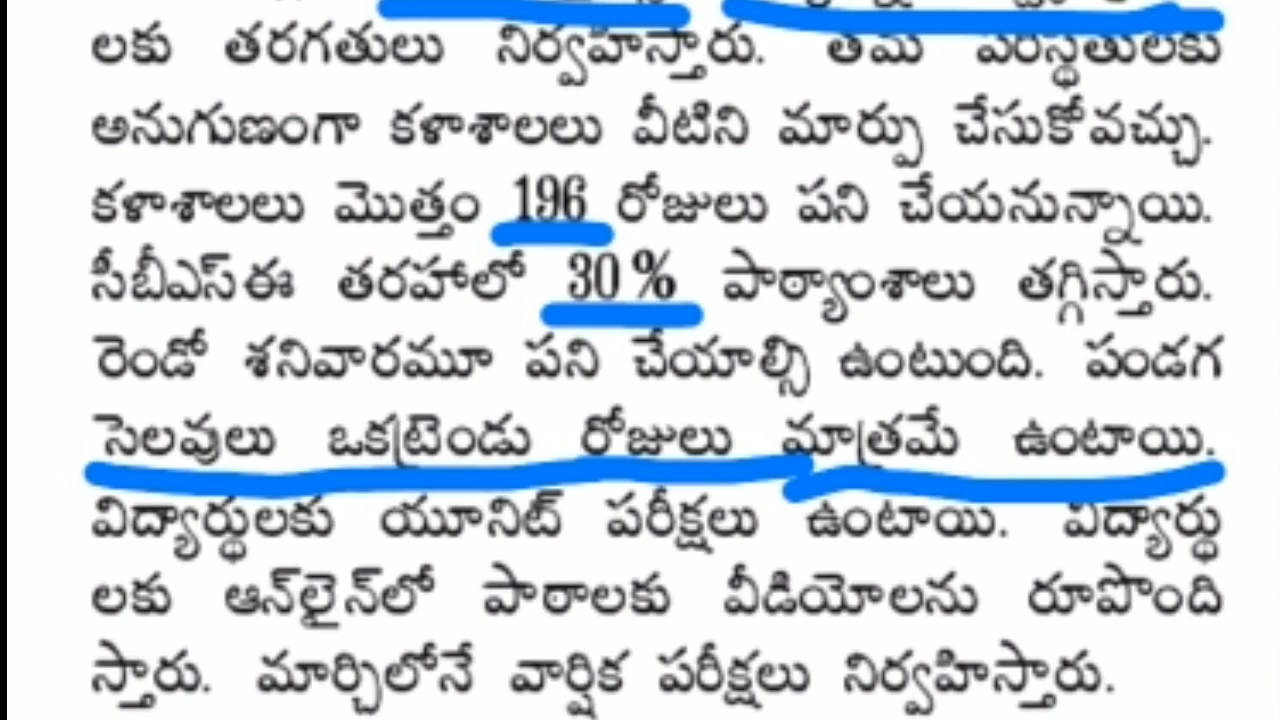 లకు తరగతులు నిర్వహిస్తారు. తమ పరిస్థితులకు
అనుగుణంగా కళాశాలలు వీటిని మార్పు చేసుకోవచ్చు.
కళాశాలలు మొత్తం 196 రోజులు పని చేయనున్నాయి.
సీబీఎస్ఈ తరహాలో 30% పాఠ్యాంశాలు తగ్గిస్తారు.
రెండో శనివారమూ పని చేయాల్సి ఉంటుంది. పండగ
సెలవులు ఒకట్రెండు రోజులు మాత్రమే ఉంటాయి.
విద్యార్థులకు యూనిట్ పరీక్షలు ఉంటాయి. విద్యార్థు
లకు ఆన్‌లైన్‌లో పాఠాలకు వీడియోలను రూపొంది
స్తారు. మార్చిలోనే వార్షిక పరీక్షలు నిర్వహిస్తారు.